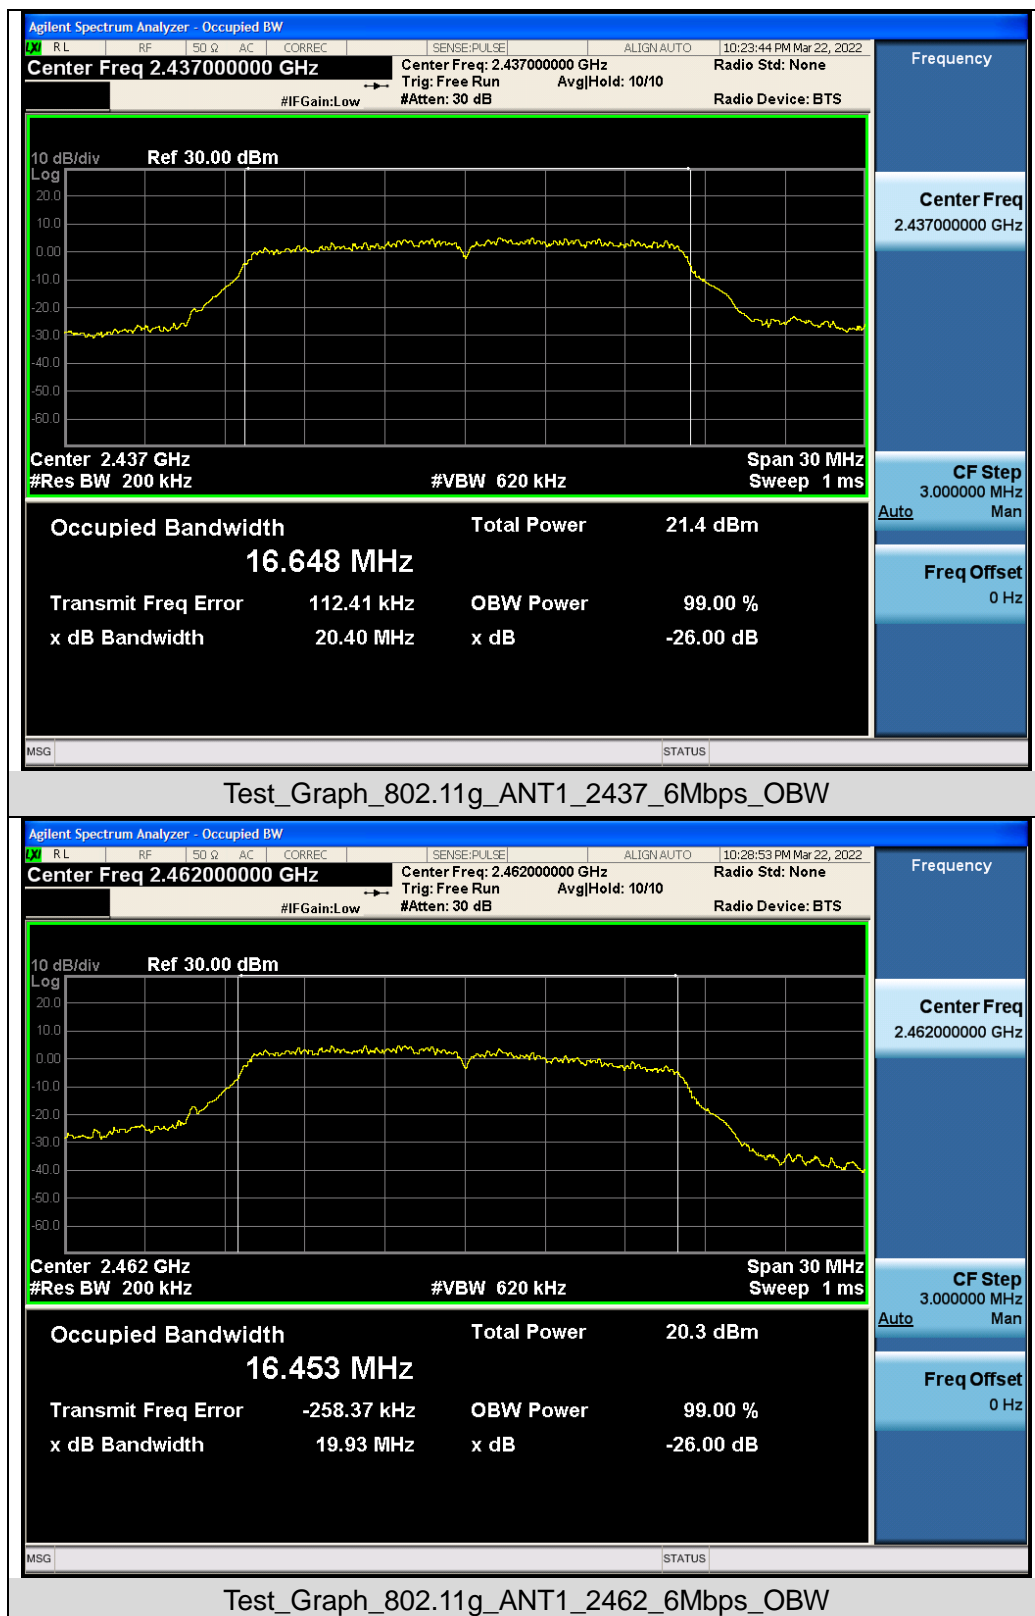 Agilent Spectrum Analyzer - Occupied BW
LXI RL RF 50 Ω AC CORREC SENSE:PULSE ALIGN AUTO 10:23:44 PM Mar 22, 2022
Center Freq 2.437000000 GHz Center Freq: 2.437000000 GHz Radio Std: None
Trig: Free Run Avg|Hold: 10/10
#IFGain:Low #Atten: 30 dB Radio Device: BTS
Frequency
10 dB/div Ref 30.00 dBm
Log
20.0
10.0
0.00
-10.0
-20.0
-30.0
-40.0
-50.0
-60.0
Center 2.437 GHz Span 30 MHz
#Res BW 200 kHz #VBW 620 kHz Sweep 1 ms
Center Freq
2.437000000 GHz
CF Step
3.000000 MHz
Auto Man
Freq Offset
0 Hz
Occupied Bandwidth Total Power 21.4 dBm
16.648 MHz
Transmit Freq Error 112.41 kHz OBW Power 99.00 %
x dB Bandwidth 20.40 MHz x dB -26.00 dB
MSG STATUS
Test_Graph_802.11g_ANT1_2437_6Mbps_OBW
Agilent Spectrum Analyzer - Occupied BW
LXI RL RF 50 Ω AC CORREC SENSE:PULSE ALIGN AUTO 10:28:53 PM Mar 22, 2022
Center Freq 2.462000000 GHz Center Freq: 2.462000000 GHz Radio Std: None
Trig: Free Run Avg|Hold: 10/10
#IFGain:Low #Atten: 30 dB Radio Device: BTS
Frequency
10 dB/div Ref 30.00 dBm
Log
20.0
10.0
0.00
-10.0
-20.0
-30.0
-40.0
-50.0
-60.0
Center 2.462 GHz Span 30 MHz
#Res BW 200 kHz #VBW 620 kHz Sweep 1 ms
Center Freq
2.462000000 GHz
CF Step
3.000000 MHz
Auto Man
Freq Offset
0 Hz
Occupied Bandwidth Total Power 20.3 dBm
16.453 MHz
Transmit Freq Error -258.37 kHz OBW Power 99.00 %
x dB Bandwidth 19.93 MHz x dB -26.00 dB
MSG STATUS
Test_Graph_802.11g_ANT1_2462_6Mbps_OBW